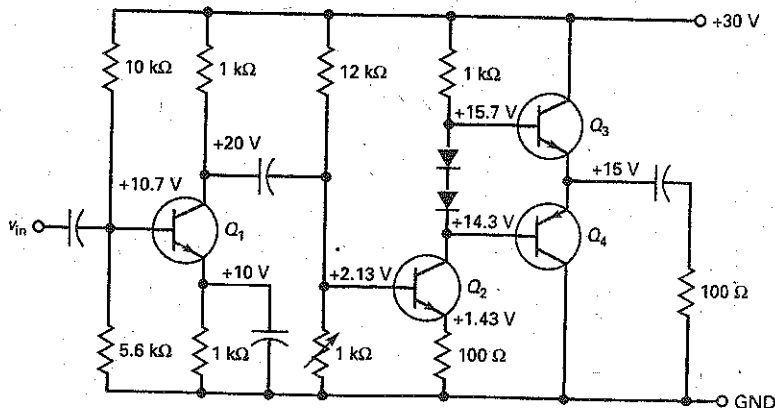 +30 V
10 kΩ
1 kΩ
12 kΩ
1 kΩ
+15.7 V
Q3
+20 V
+15 V
+10.7 V
vin
Q1
+14.3 V
Q4
+10 V
+2.13 V
Q2
100 Ω
+1.43 V
5.6 kΩ
1 kΩ
1 kΩ
100 Ω
GND